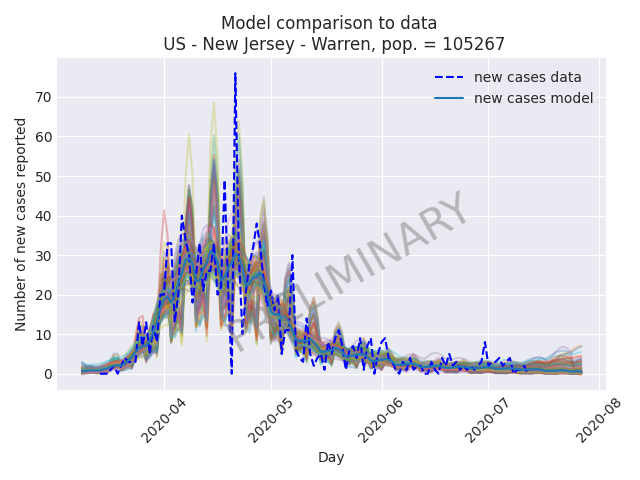 Model comparison to data
US - New Jersey - Warren, pop. = 105267
new cases data
new cases model
Number of new cases reported
70
60
50
40
30
20
10
0
PRELIMINARY
2020-04
2020-05
2020-06
2020-07
2020-08
Day